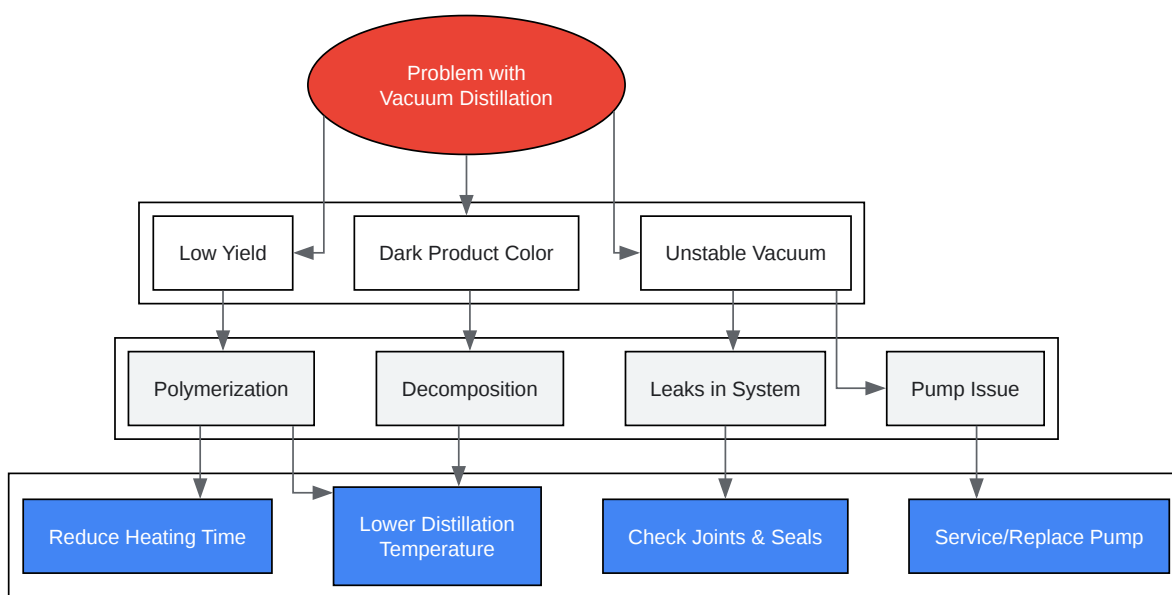 Problem with
Vacuum Distillation
Low Yield
Dark Product Color
Unstable Vacuum
Polymerization
Decomposition
Leaks in System
Pump Issue
Reduce Heating Time
Lower Distillation
Temperature
Check Joints & Seals
Service/Replace Pump